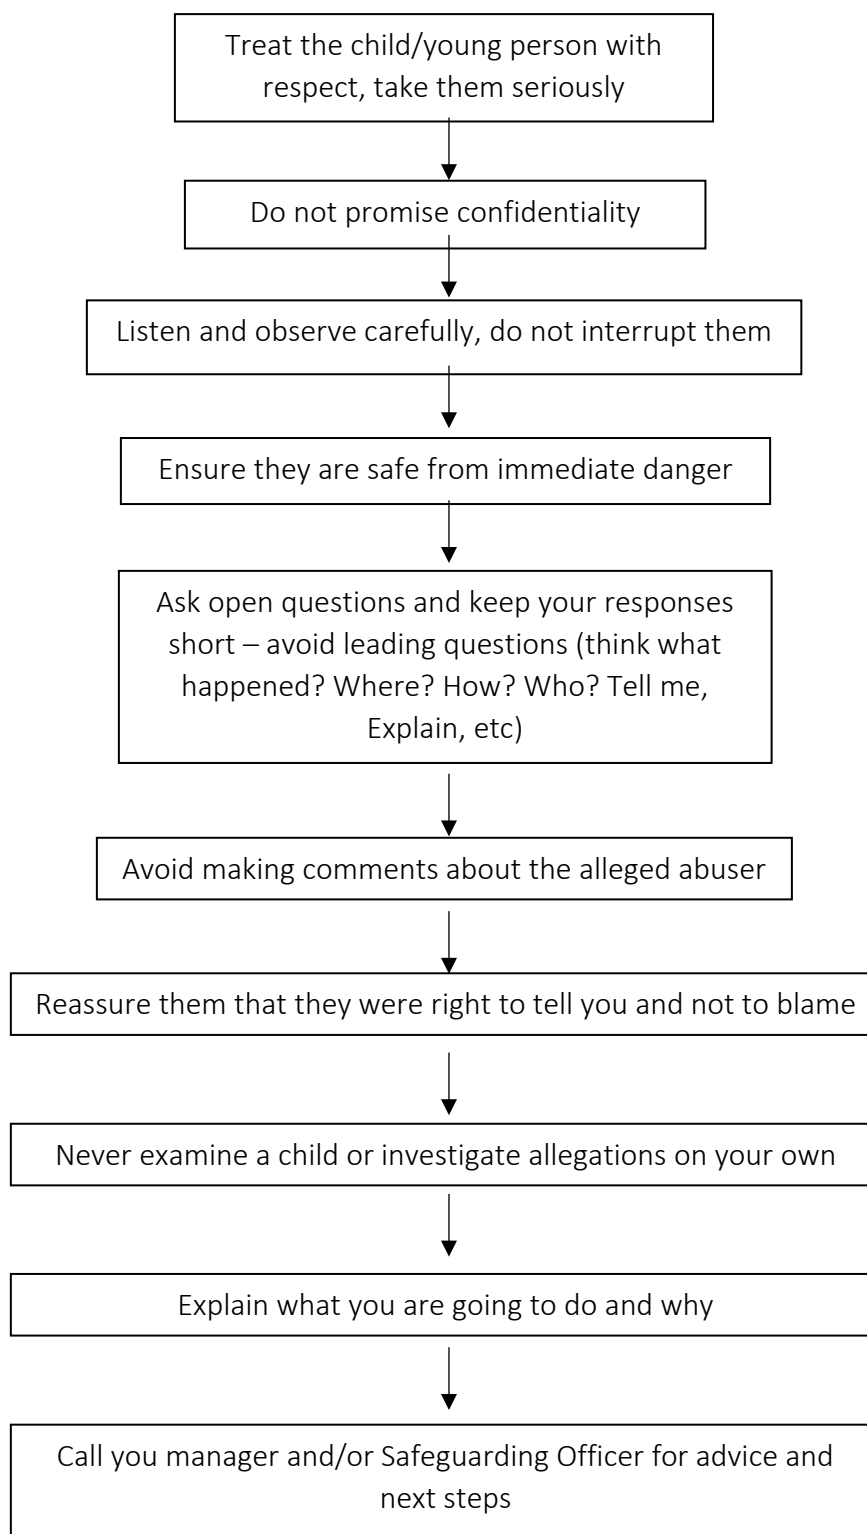 Treat the child/young person with
respect, take them seriously
Do not promise confidentiality
Listen and observe carefully, do not interrupt them
Ensure they are safe from immediate danger
Ask open questions and keep your responses
short – avoid leading questions (think what
happened? Where? How? Who? Tell me,
Explain, etc)
Avoid making comments about the alleged abuser
Reassure them that they were right to tell you and not to blame
Never examine a child or investigate allegations on your own
Explain what you are going to do and why
Call you manager and/or Safeguarding Officer for advice and
next steps